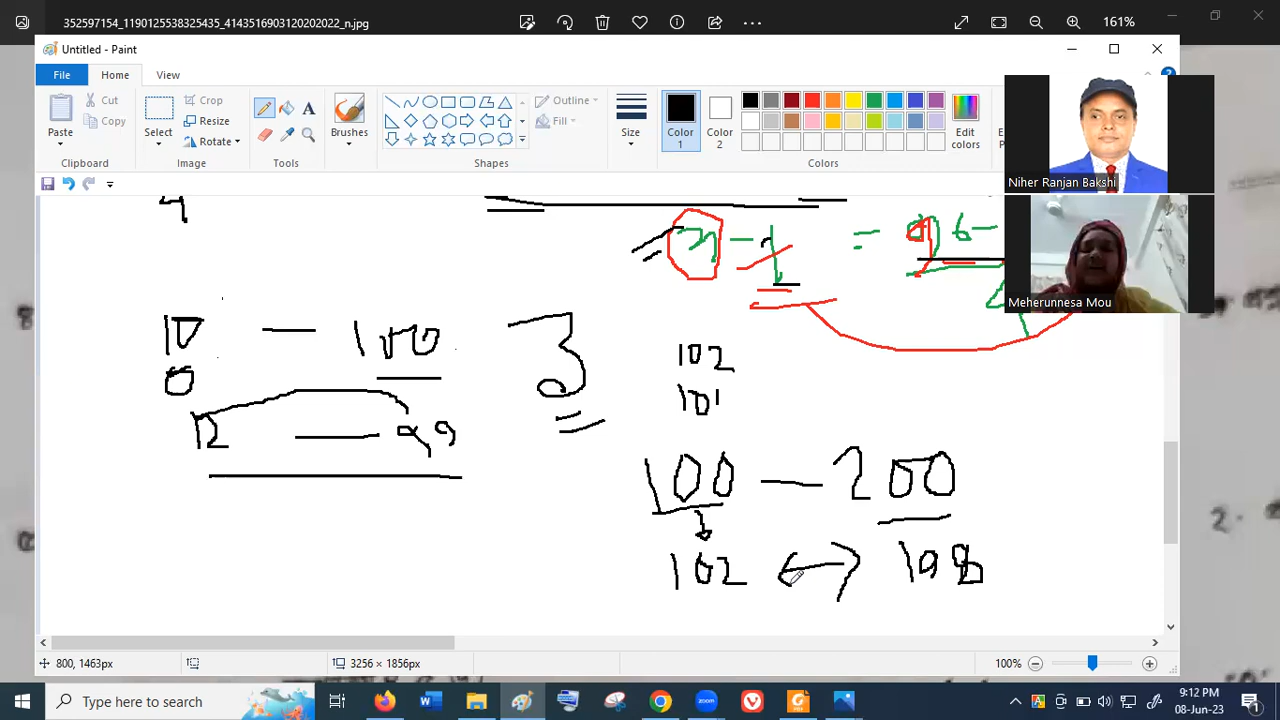 352597154_1190125538325435_4143516903120202022_n.jpg
161%
Untitled - Paint
File
Home
View
Paste
Cut
Copy
Clipboard
Select
Crop
Resize
Rotate
Image
Tools
Brushes
Shapes
Outline
Fill
Size
Color
1
Color
2
Edit
colors
Colors
Niher Ranjan Bakshi
Meherunnesa Mou
10 — 100
3
102
101
12 — 99
100 — 200
102
198
800, 1463px
3256 × 1856px
100%
Type here to search
9:12 PM
08-Jun-23